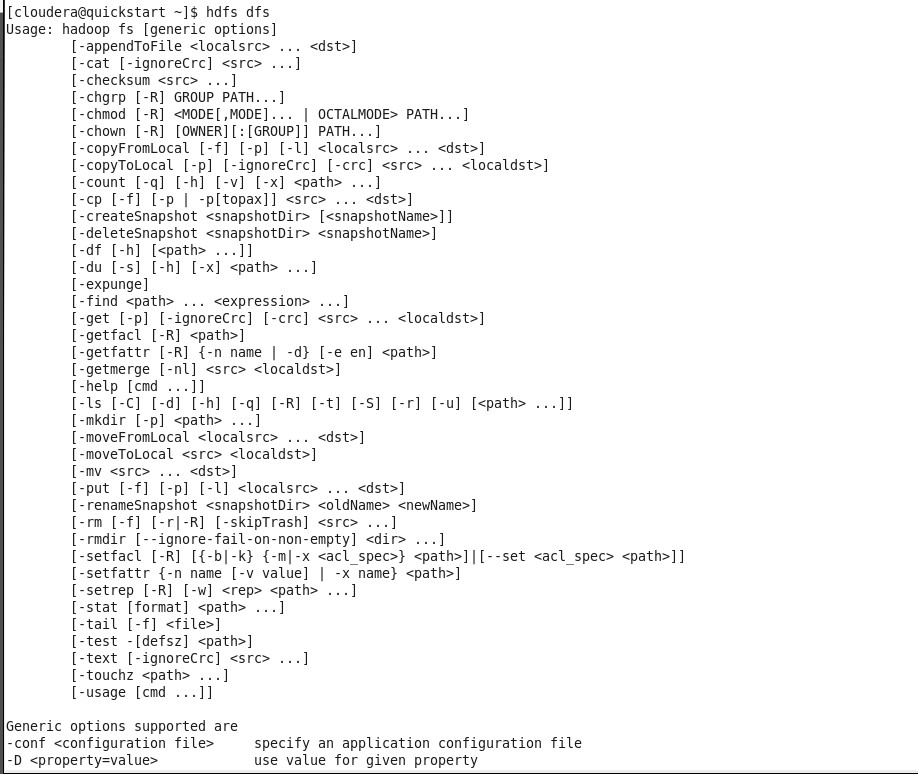 [cloudera@quickstart ~]$ hdfs dfs
Usage: hadoop fs [generic options]
        [-appendToFile <localsrc> ... <dst>]
        [-cat [-ignoreCrc] <src> ...]
        [-checksum <src> ...]
        [-chgrp [-R] GROUP PATH...]
        [-chmod [-R] <MODE[,MODE]... | OCTALMODE> PATH...]
        [-chown [-R] [OWNER][:[GROUP]] PATH...]
        [-copyFromLocal [-f] [-p] [-l] <localsrc> ... <dst>]
        [-copyToLocal [-p] [-ignoreCrc] [-crc] <src> ... <localdst>]
        [-count [-q] [-h] [-v] [-x] <path> ...]
        [-cp [-f] [-p | -p[topax]] <src> ... <dst>]
        [-createSnapshot <snapshotDir> [<snapshotName>]]
        [-deleteSnapshot <snapshotDir> <snapshotName>]
        [-df [-h] [<path> ...]]
        [-du [-s] [-h] [-x] <path> ...]
        [-expunge]
        [-find <path> ... <expression> ...]
        [-get [-p] [-ignoreCrc] [-crc] <src> ... <localdst>]
        [-getfacl [-R] <path>]
        [-getfattr [-R] {-n name | -d} [-e en] <path>]
        [-getmerge [-nl] <src> <localdst>]
        [-help [cmd ...]]
        [-ls [-C] [-d] [-h] [-q] [-R] [-t] [-S] [-r] [-u] [<path> ...]]
        [-mkdir [-p] <path> ...]
        [-moveFromLocal <localsrc> ... <dst>]
        [-moveToLocal <src> <localdst>]
        [-mv <src> ... <dst>]
        [-put [-f] [-p] [-l] <localsrc> ... <dst>]
        [-renameSnapshot <snapshotDir> <oldName> <newName>]
        [-rm [-f] [-r|-R] [-skipTrash] <src> ...]
        [-rmdir [--ignore-fail-on-non-empty] <dir> ...]
        [-setfacl [-R] [{-b|-k} {-m|-x <acl_spec>} <path>]|[--set <acl_spec> <path>]]
        [-setfattr {-n name [-v value] | -x name} <path>]
        [-setrep [-R] [-w] <rep> <path> ...]
        [-stat [format] <path> ...]
        [-tail [-f] <file>]
        [-test -[defsz] <path>]
        [-text [-ignoreCrc] <src> ...]
        [-touchz <path> ...]
        [-usage [cmd ...]]

Generic options supported are
-conf <configuration file>     specify an application configuration file
-D <property=value>            use value for given property